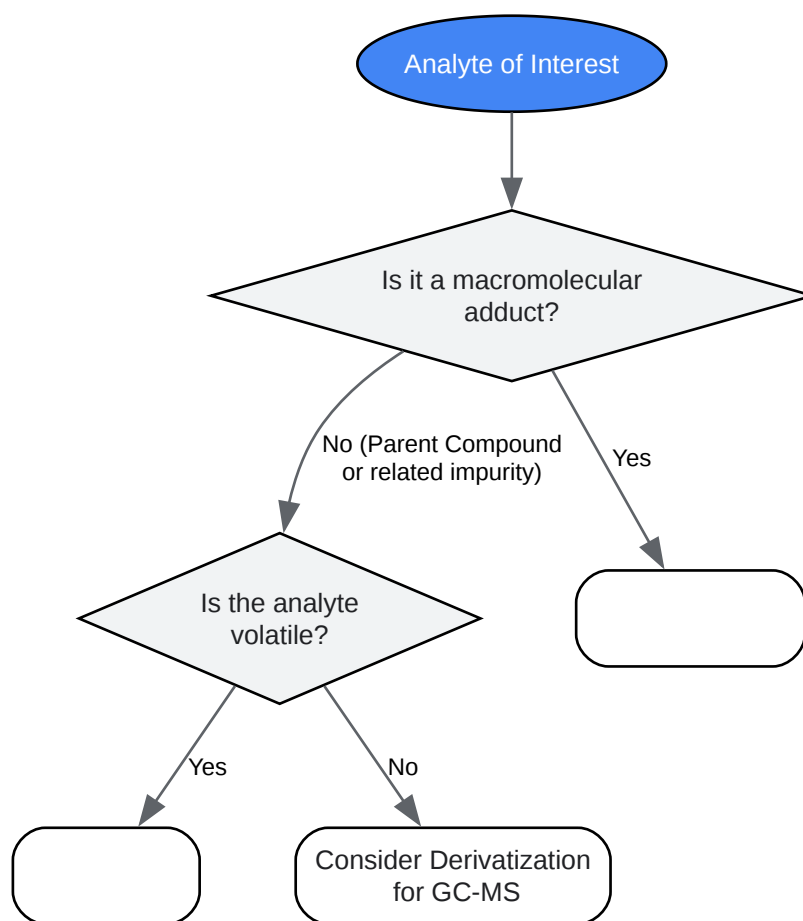 Analyte of Interest
Is it a macromolecular
adduct?
No (Parent Compound
or related impurity)
Yes
Is the analyte
volatile?
Yes
No
Consider Derivatization
for GC-MS